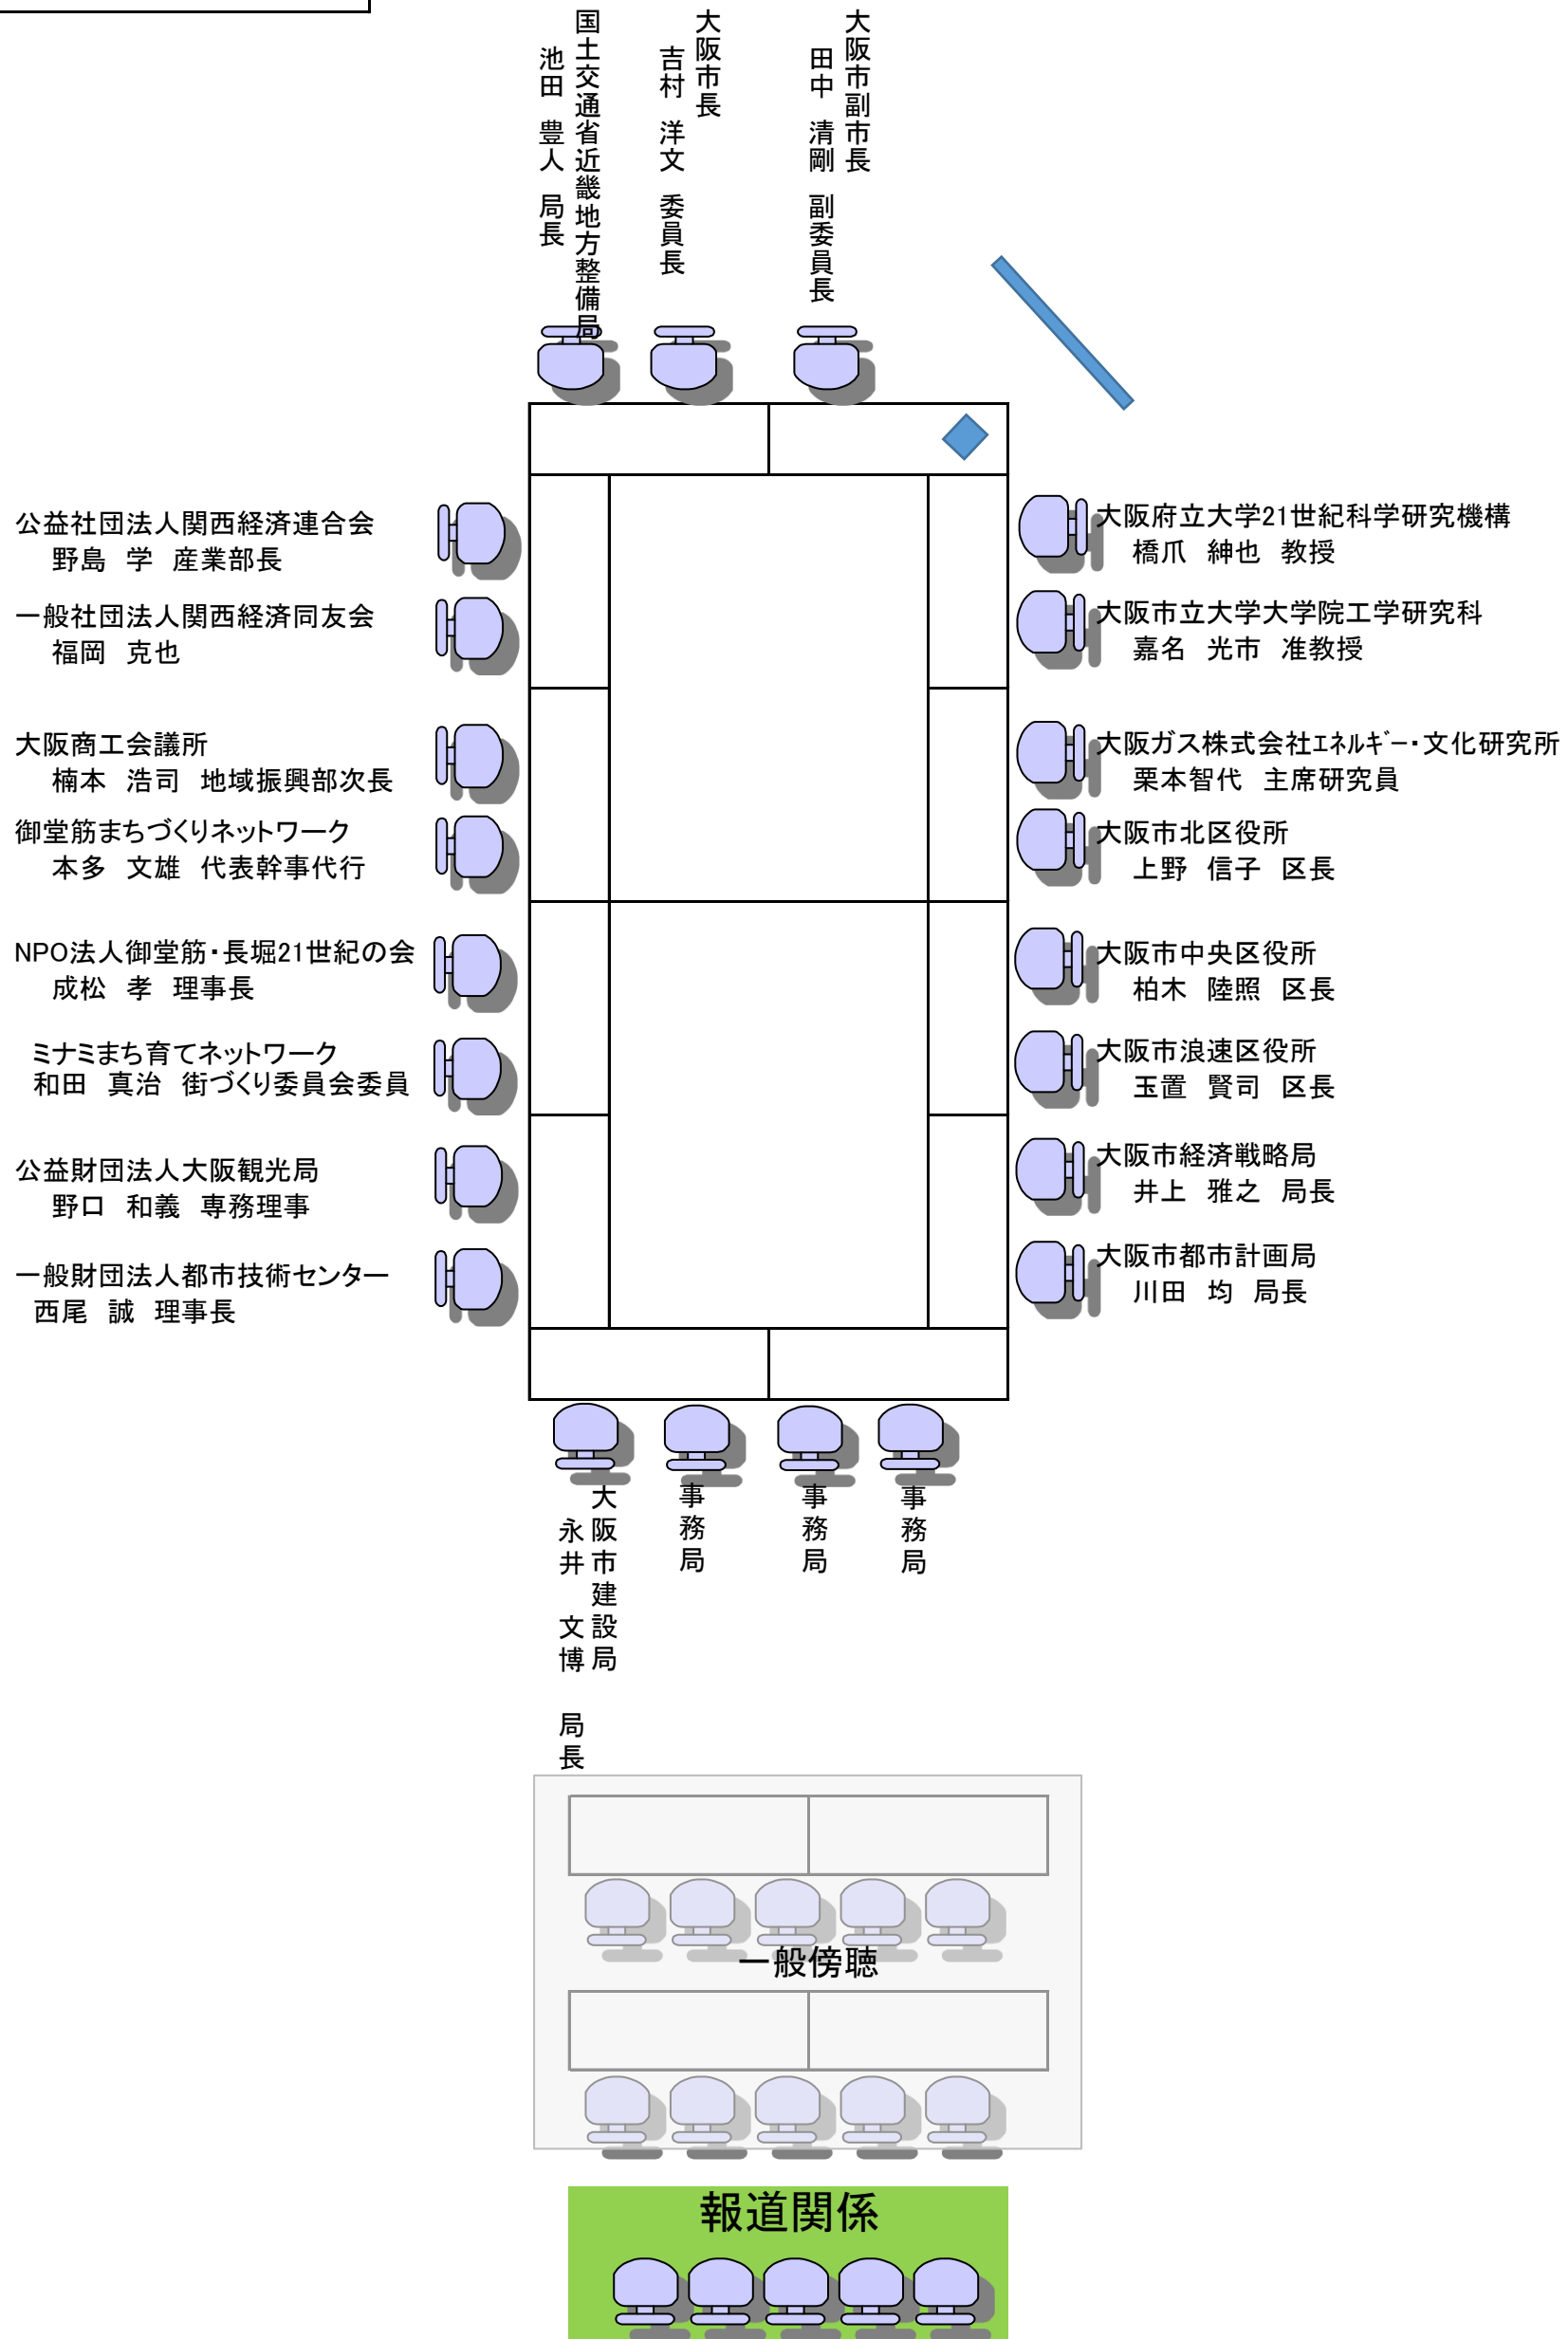 大阪市副市長
田中　清剛　副委員長
大阪市長
吉村　洋文　委員長
国土交通省近畿地方整備局
池田　豊人　局長
公益社団法人関西経済連合会
野島　学　産業部長
一般社団法人関西経済同友会
福岡　克也
大阪商工会議所
楠本　浩司　地域振興部次長
御堂筋まちづくりネットワーク
本多　文雄　代表幹事代行
NPO法人御堂筋・長堀21世紀の会
成松　孝　理事長
ミナミまち育てネットワーク
和田　真治　街づくり委員会委員
公益財団法人大阪観光局
野口　和義　専務理事
一般財団法人都市技術センター
西尾　誠　理事長
大阪府立大学21世紀科学研究機構
橋爪　紳也　教授
大阪市立大学大学院工学研究科
嘉名　光市　准教授
大阪ガス株式会社ｴﾈﾙｷﾞｰ・文化研究所
栗本智代　主席研究員
大阪市北区役所
上野　信子　区長
大阪市中央区役所
柏木　陸照　区長
大阪市浪速区役所
玉置　賢司　区長
大阪市経済戦略局
井上　雅之　局長
大阪市都市計画局
川田　均　局長
大阪市建設局
永井　文博　局長
事務局
事務局
事務局
一般傍聴
報道関係